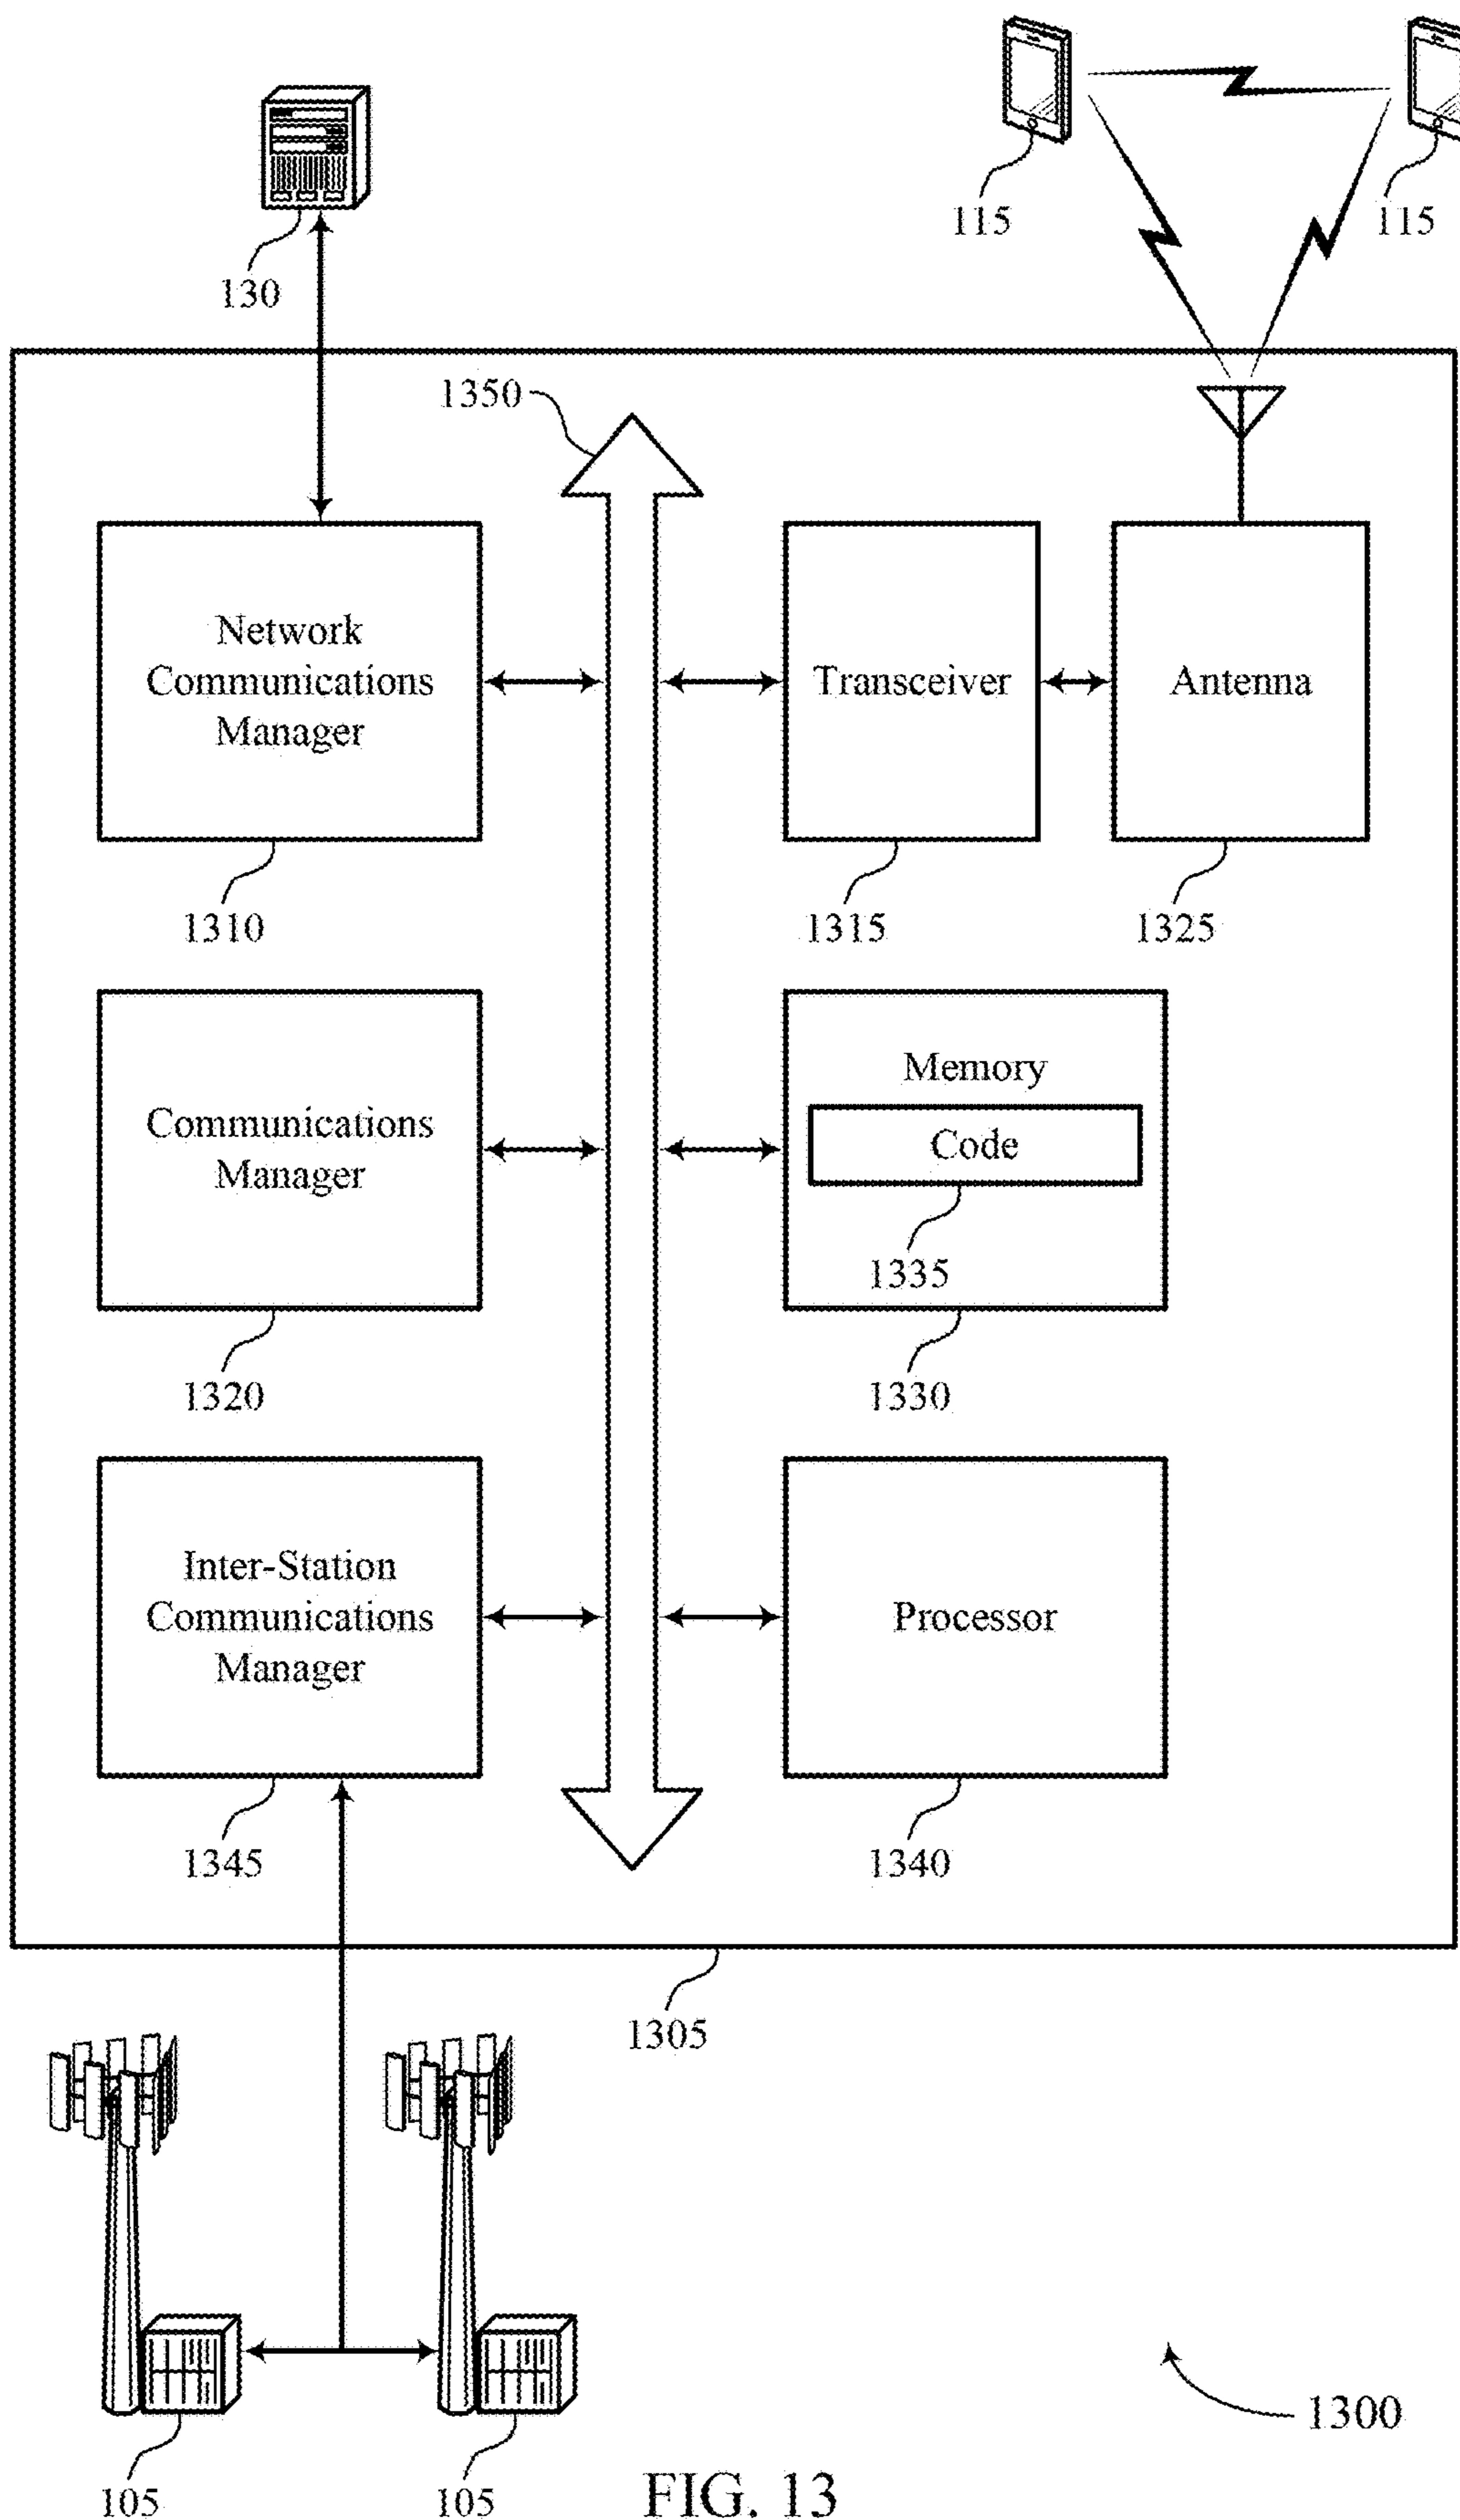 115
115
130
1350
Network
Communications
Manager
Transceiver
Antenna
1310
1315
1325
Communications
Manager
Memory
Code
1335
1320
1330
Inter-Station
Communications
Manager
Processor
1345
1340
1305
1300
105
105
FIG. 13